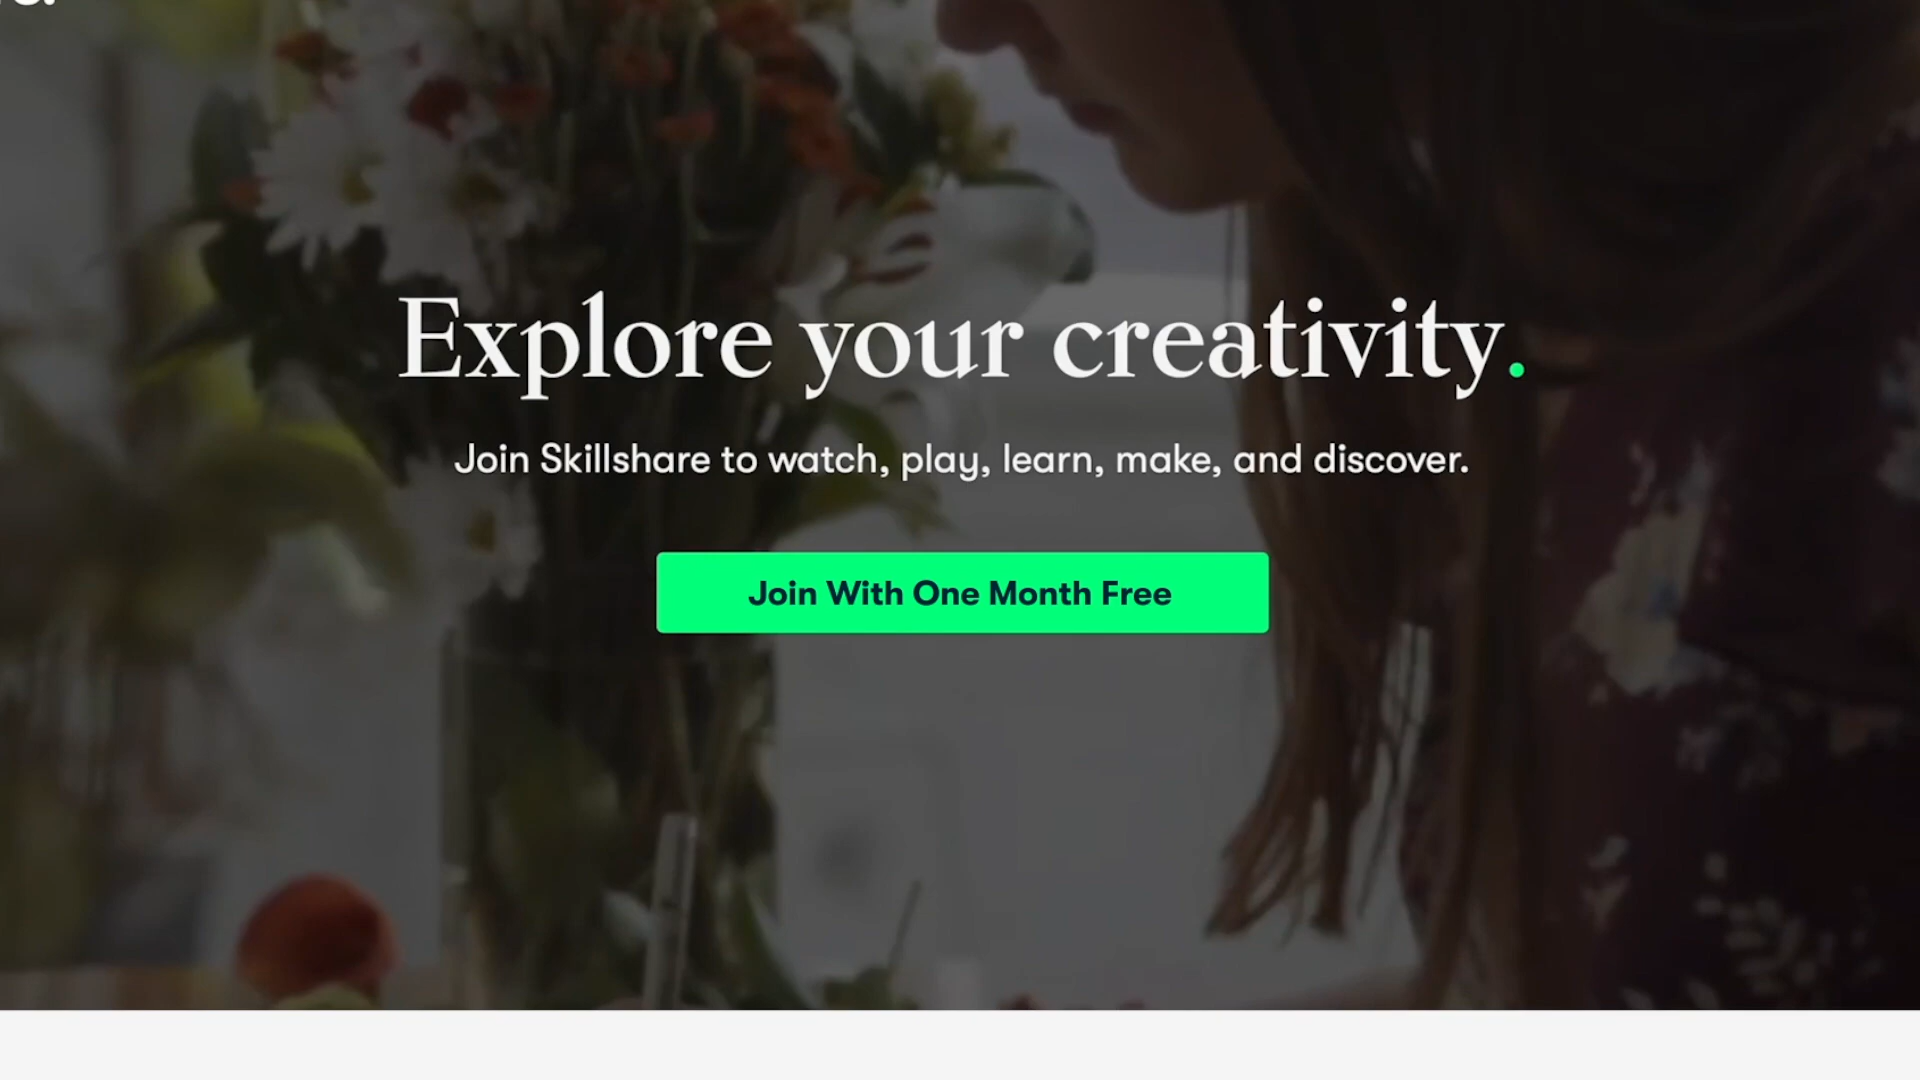 Explore your creativity.
Join Skillshare to watch, play, learn, make, and discover.
Join With One Month Free